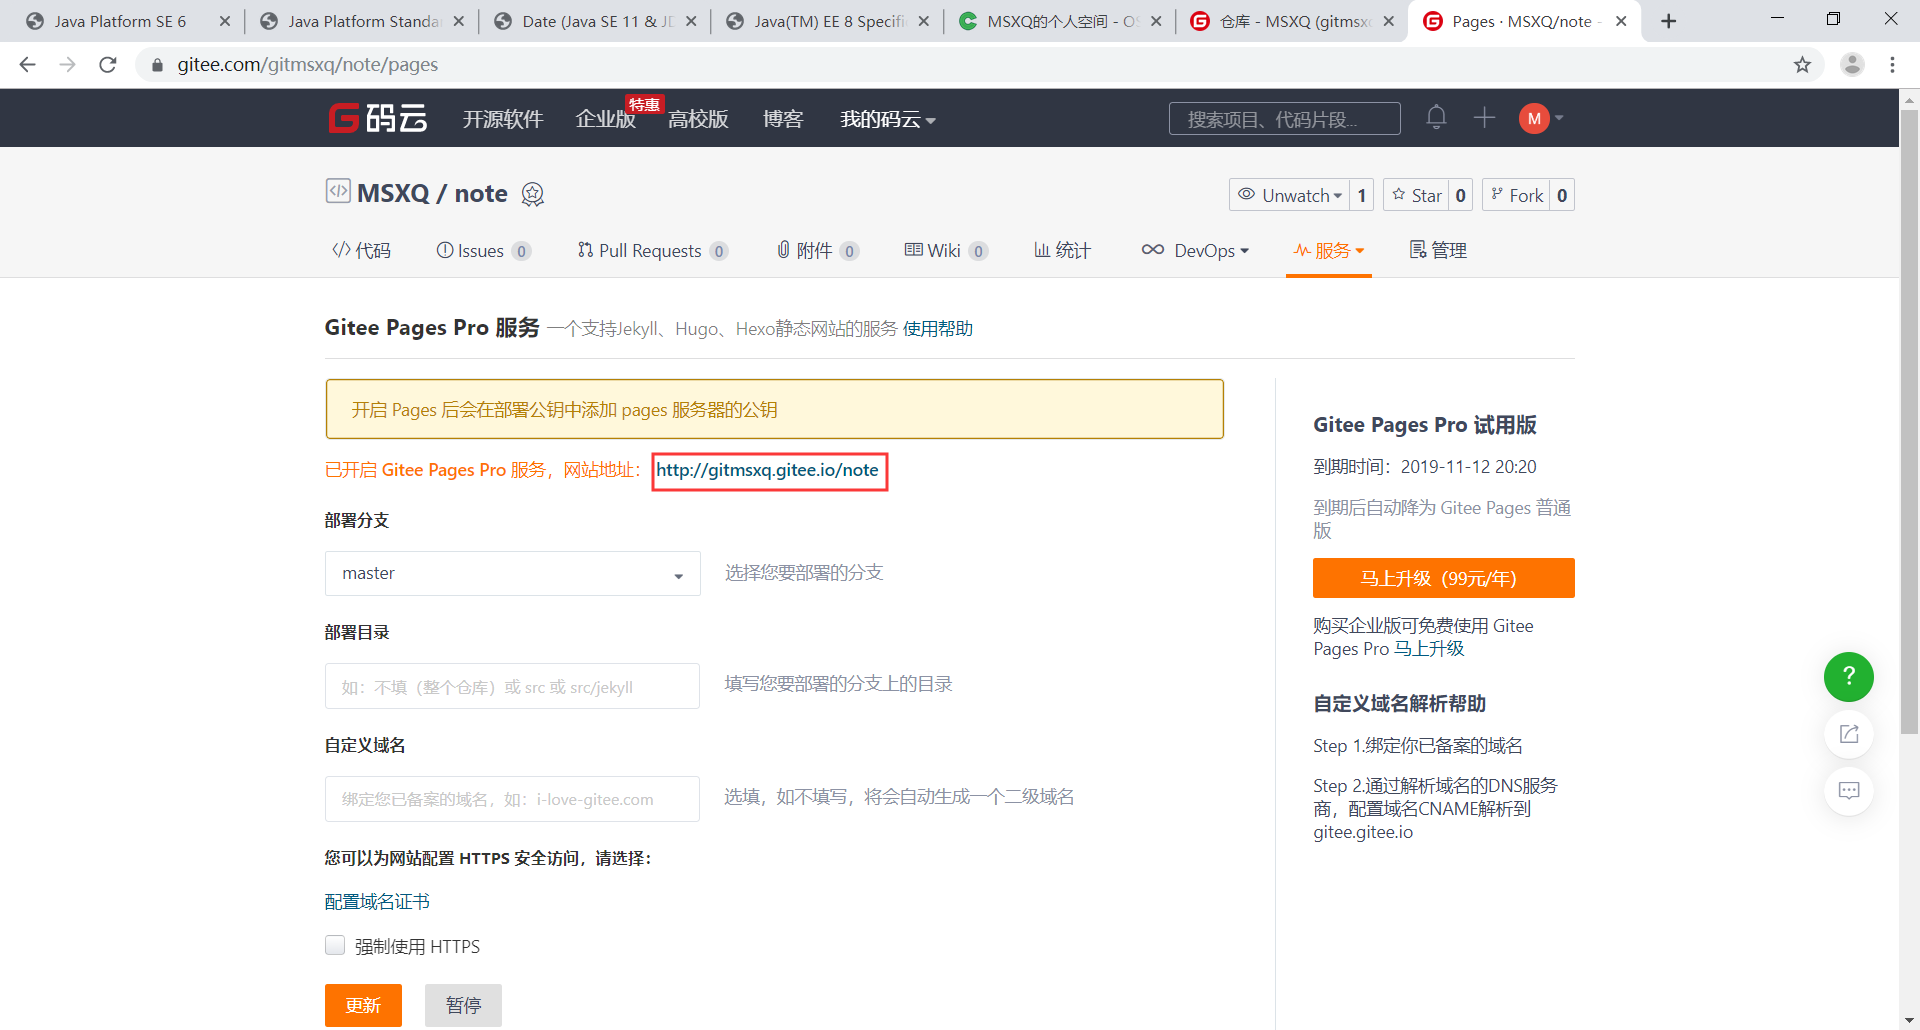 Java Platform SE 6
Java Platform Standa
Date (Java SE 11 & JD
Java(TM) EE 8 Specifi
MSXQ的个人空间 - OS
仓库 - MSXQ (gitmsxq
Pages · MSXQ/note -
gitee.com/gitmsxq/note/pages
码云
开源软件
企业版
特惠
高校版
博客
我的码云
搜索项目、代码片段...
M
MSXQ / note
Unwatch 1
Star 0
Fork 0
代码
Issues 0
Pull Requests 0
附件 0
Wiki 0
统计
DevOps
服务
管理
Gitee Pages Pro 服务 一个支持Jekyll、Hugo、Hexo静态网站的服务 使用帮助
开启 Pages 后会在部署公钥中添加 pages 服务器的公钥
已开启 Gitee Pages Pro 服务，网站地址： http://gitmsxq.gitee.io/note
部署分支
master
选择您要部署的分支
部署目录
如：不填（整个仓库）或 src 或 src/jekyll
填写您要部署的分支上的目录
自定义域名
绑定您已备案的域名，如：i-love-gitee.com
选填，如不填写，将会自动生成一个二级域名
您可以为网站配置 HTTPS 安全访问，请选择：
配置域名证书
强制使用 HTTPS
更新
暂停
Gitee Pages Pro 试用版
到期时间：2019-11-12 20:20
到期后自动降为 Gitee Pages 普通
版
马上升级（99元/年）
购买企业版可免费使用 Gitee
Pages Pro 马上升级
自定义域名解析帮助
Step 1.绑定你已备案的域名
Step 2.通过解析域名的DNS服务
商，配置域名CNAME解析到
gitee.gitee.io
?